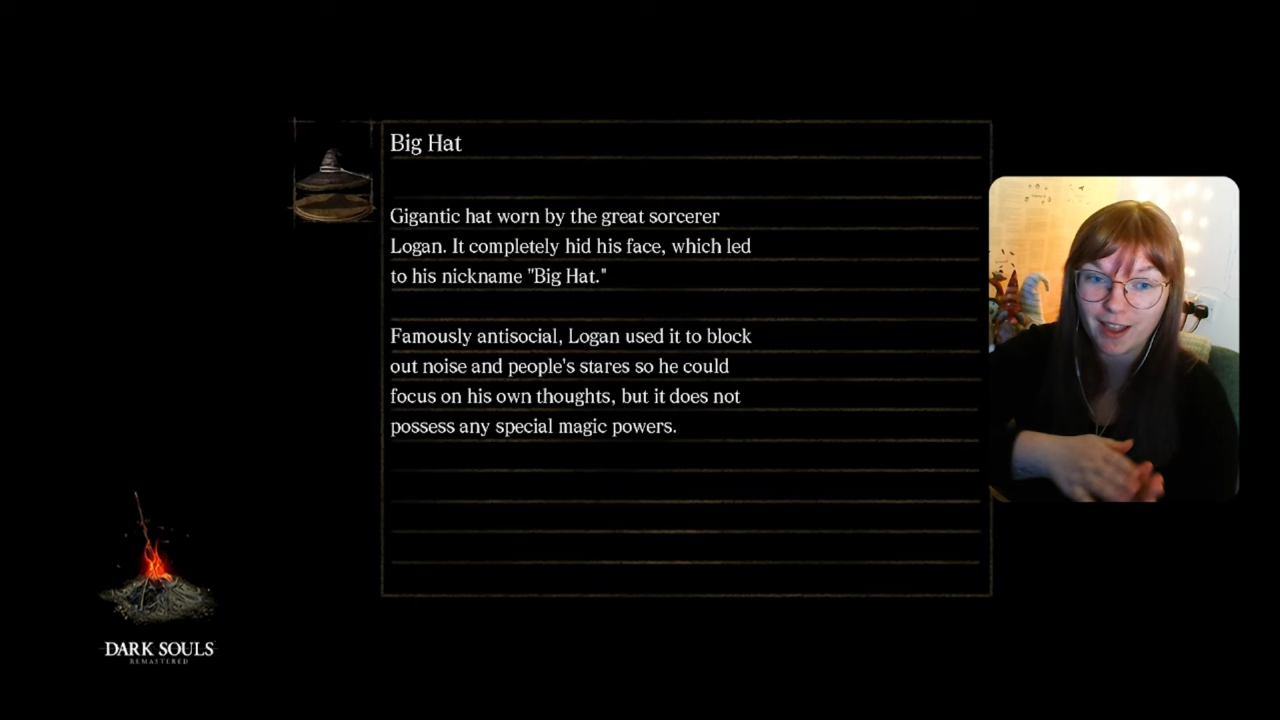 Big Hat
Gigantic hat worn by the great sorcerer
Logan. It completely hid his face, which led
to his nickname "Big Hat."
Famously antisocial, Logan used it to block
out noise and people's stares so he could
focus on his own thoughts, but it does not
possess any special magic powers.
DARK SOULS
REMASTERED